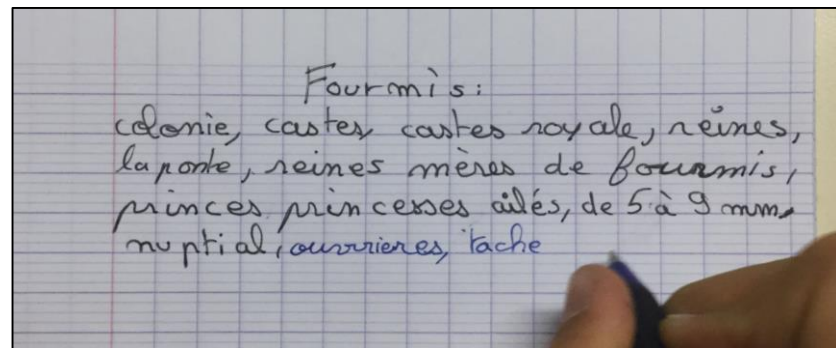 Fourmis:
colonie, castes, castes royale, reines,
la ponte, reines mères de fourmis,
princes princesses ailés, de 5 à 9 mm,
nuptial, ouvrrieres, tache